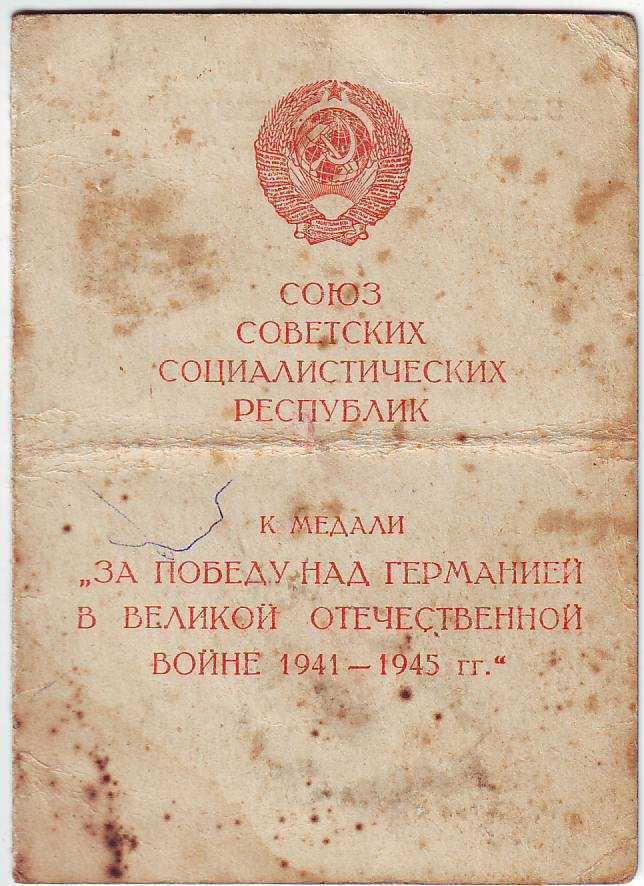 СОЮЗ
СОВЕТСКИХ
СОЦИАЛИСТИЧЕСКИХ
РЕСПУБЛИК
К МЕДАЛИ
„ЗА ПОБЕДУ НАД ГЕРМАНИЕЙ
В ВЕЛИКОЙ ОТЕЧЕСТВЕННОЙ
ВОЙНЕ 1941 — 1945 гг.“